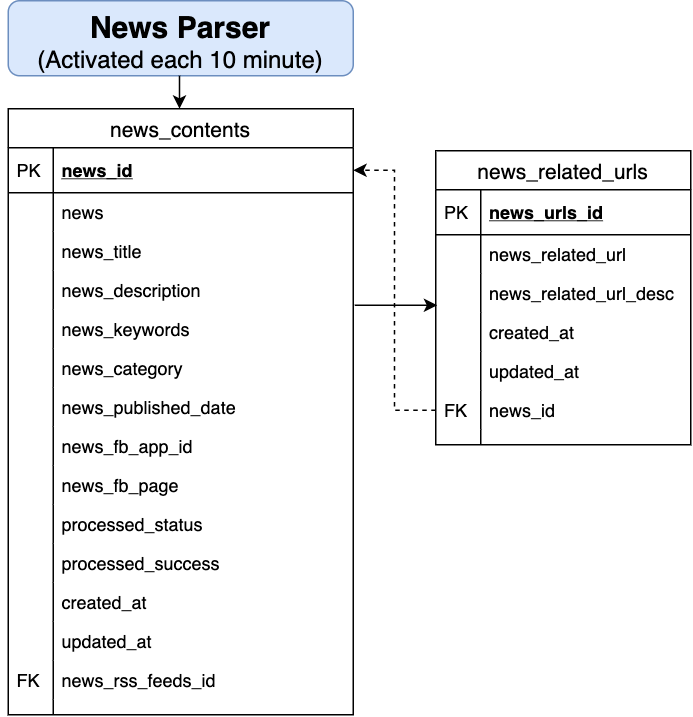 News Parser
(Activated each 10 minute)
news_contents
PK news_id
news
news_title
news_description
news_keywords
news_category
news_published_date
news_fb_app_id
news_fb_page
processed_status
processed_success
created_at
updated_at
FK news_rss_feeds_id
news_related_urls
PK news_urls_id
news_related_url
news_related_url_desc
created_at
updated_at
FK news_id